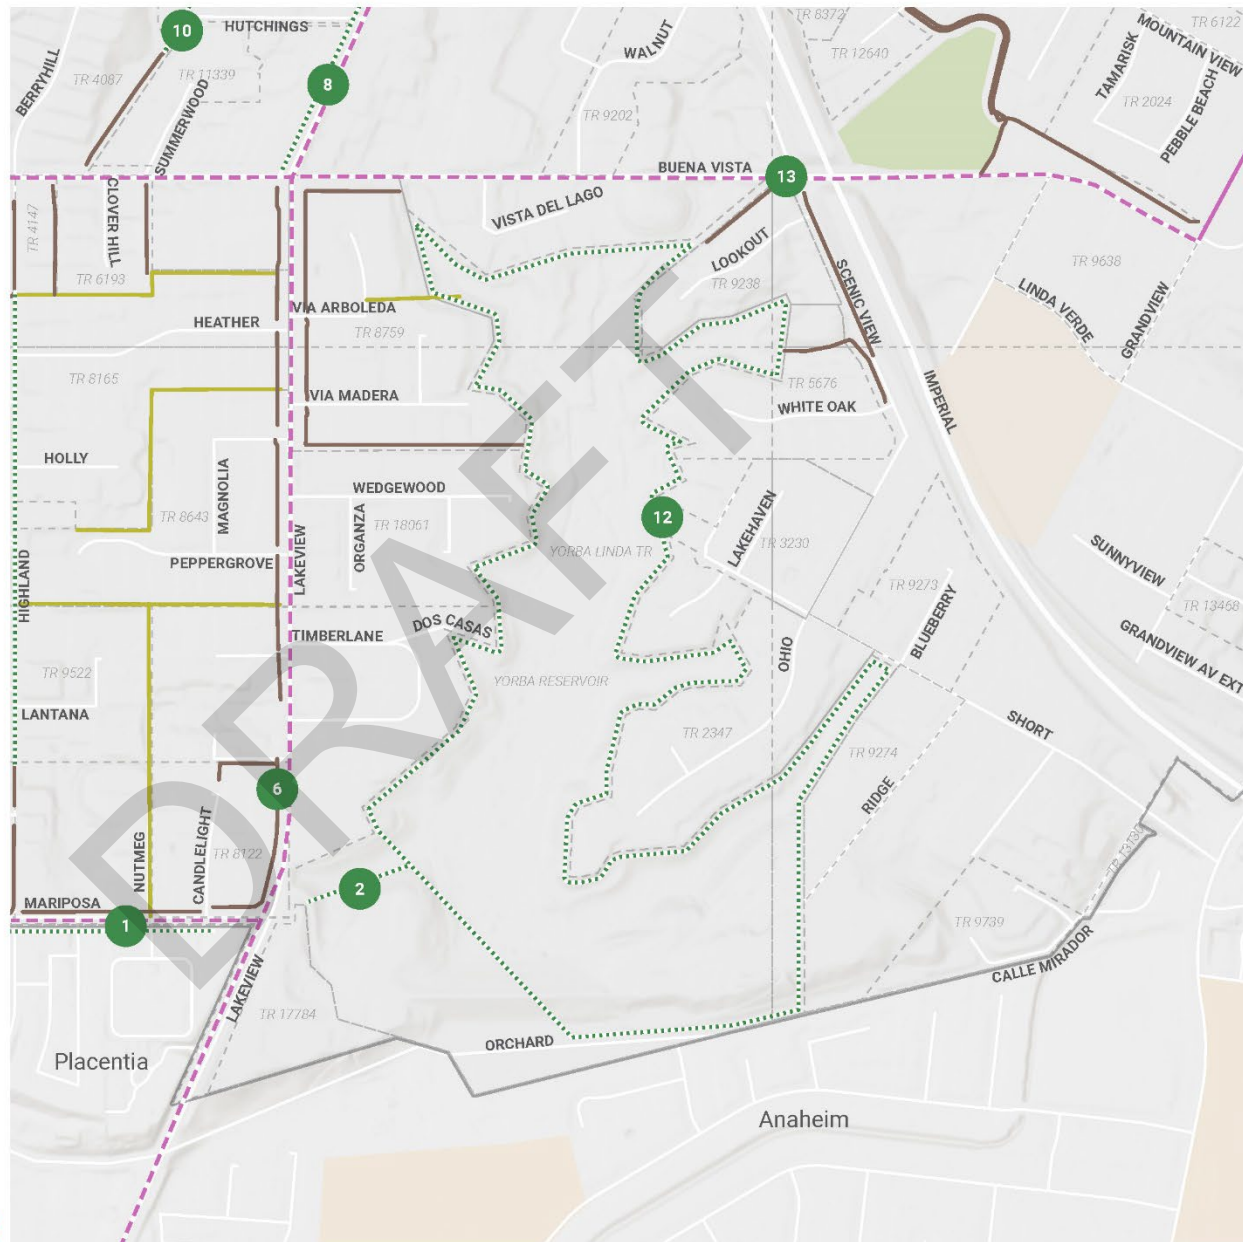 10
HUTCHINGS
TR 8372
TR 6122
MOUNTAIN VIEW
WALNUT
TR 12640
BERRYHILL
TR 4087
TR 11339
SUMMERWOOD
8
TAMARISK
TR 2024
PEBBLE BEACH
TR 9202
BUENA VISTA
13
CLOVER HILL
TR 4147
VISTA DEL LAGO
LOOKOUT
TR 6193
TR 9238
SCENIC VIEW
TR 9638
LINDA VERDE
GRANDVIEW
VIA ARBOLEDA
HEATHER
TR 8759
TR 8165
TR 5676
IMPERIAL
VIA MADERA
WHITE OAK
HOLLY
MAGNOLIA
WEDGEWOOD
TR 8643
ORGANZA
TR 18061
12
LAKEHAVEN
TR 3230
PEPPERGROVE
LAKEVIEW
YORBA LINDA TR
SUNNYVIEW
HIGHLAND
TR 9273
BLUEBERRY
TR 13468
TIMBERLANE
DOS CASAS
OHIO
GRANDVIEW AV EXT
TR 9522
YORBA RESERVOIR
LANTANA
TR 2347
SHORT
TR 9274
RIDGE
6
NUTMEG
CANDLELIGHT
TR 8122
MARIPOSA
2
1
TR 9739
LAKEVIEW
CALLE MIRADOR
TR 17784
ORCHARD
Placentia
Anaheim
DRAFT